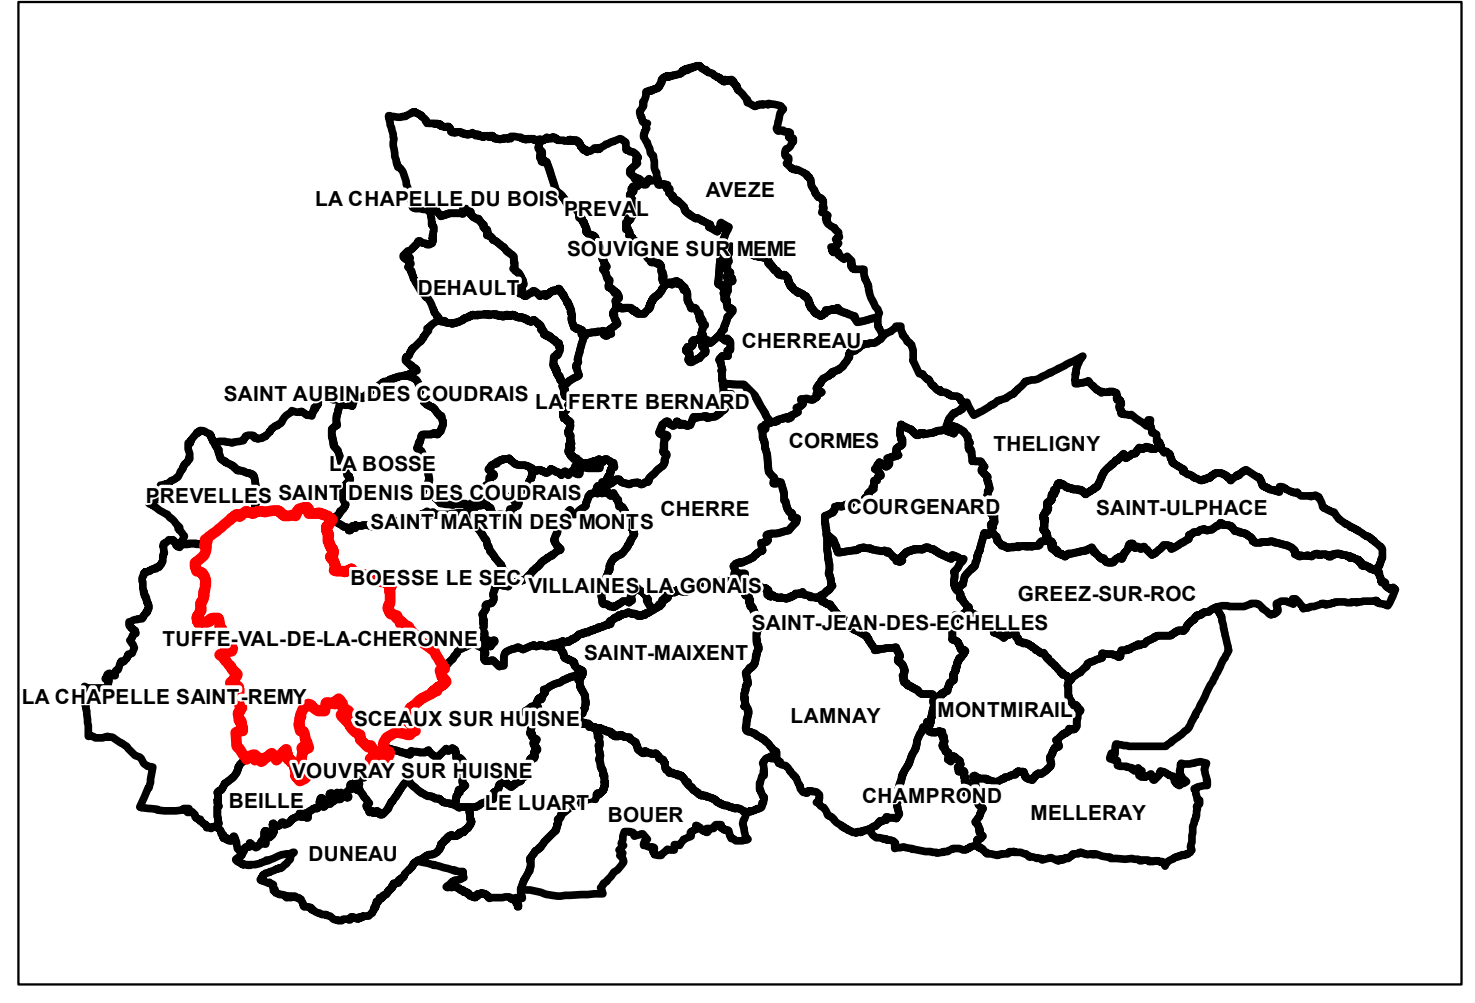 AVEZE
LA CHAPELLE DU BOIS
PREVAL
SOUVIGNE SUR MEME
DEHAULT
CHERREAU
SAINT AUBIN DES COUDRAIS
LA FERTE BERNARD
CORMES
THELIGNY
LA BOSSE
PREVELLES
SAINT DENIS DES COUDRAIS
CHERRE
COURGENARD
SAINT-ULPHACE
SAINT MARTIN DES MONTS
BOESSE LE SEC
VILLAINES LA GONAIS
GREEZ-SUR-ROC
SAINT-JEAN-DES-ECHELLES
TUFFE-VAL-DE-LA-CHERONNE
SAINT-MAIXENT
LA CHAPELLE SAINT-REMY
SCEAUX SUR HUISNE
LAMNAY
MONTMIRAIL
VOUVRAY SUR HUISNE
BEILLE
LE LUART
CHAMPROND
BOUER
MELLERAY
DUNEAU